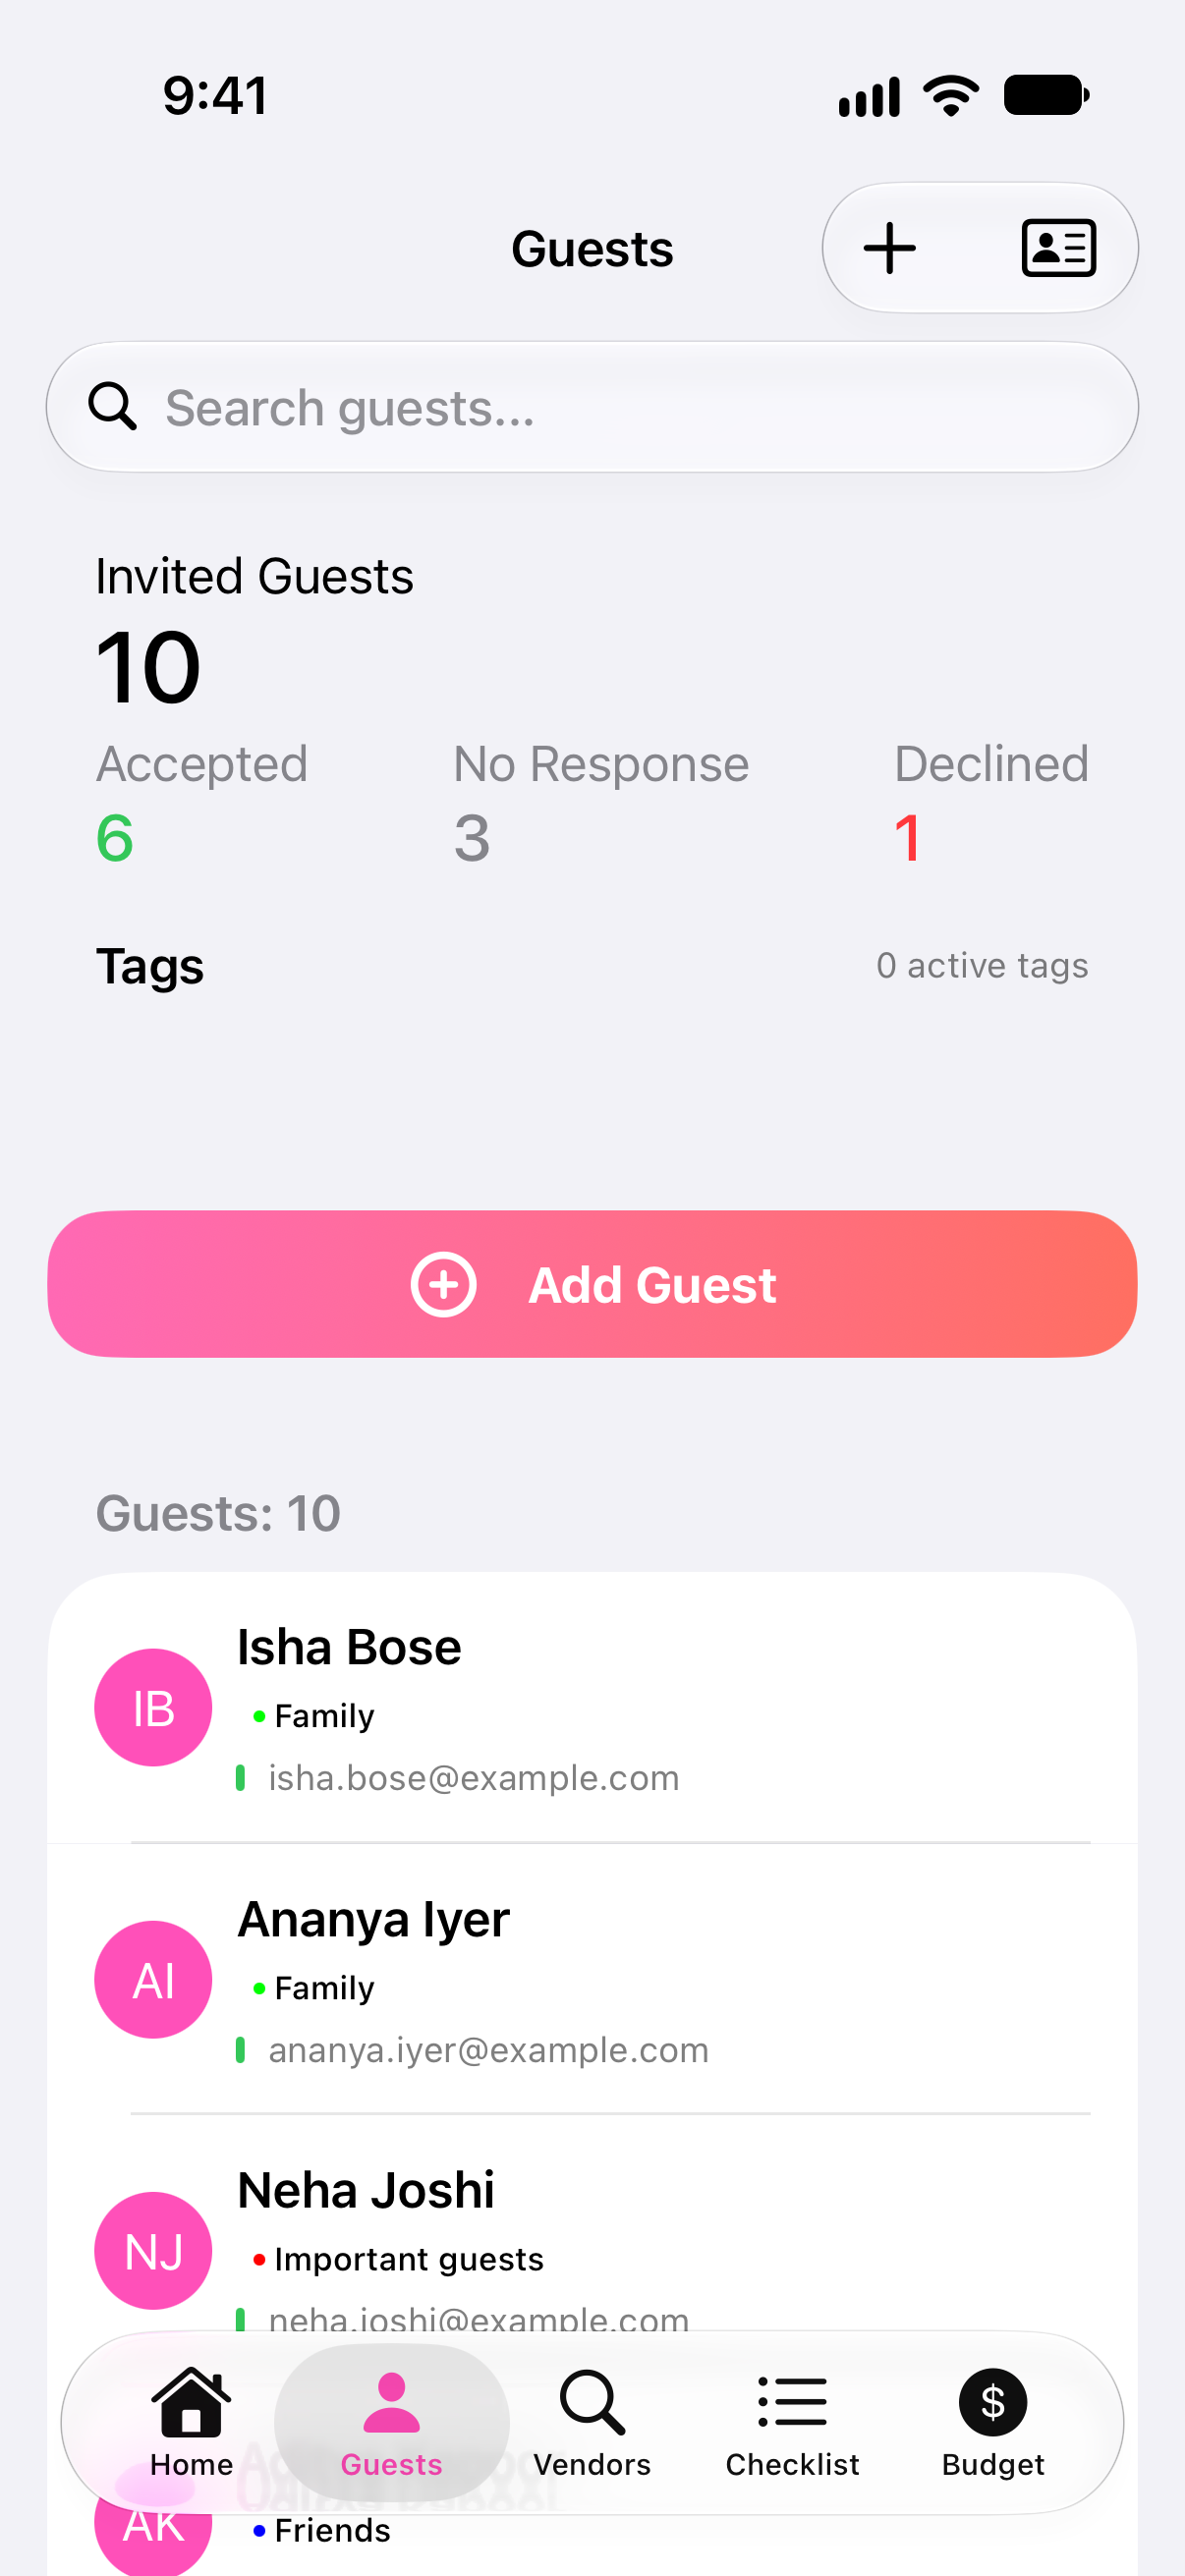 9:41
Guests
Search guests...
Invited Guests
10
Accepted No Response Declined
6 3 1
Tags 0 active tags
Add Guest
Guests: 10
IB
Isha Bose
Family
isha.bose@example.com
AI
Ananya Iyer
Family
ananya.iyer@example.com
NJ
Neha Joshi
Important guests
neha.joshi@example.com
Home Guests Vendors Checklist Budget
AK
Friends